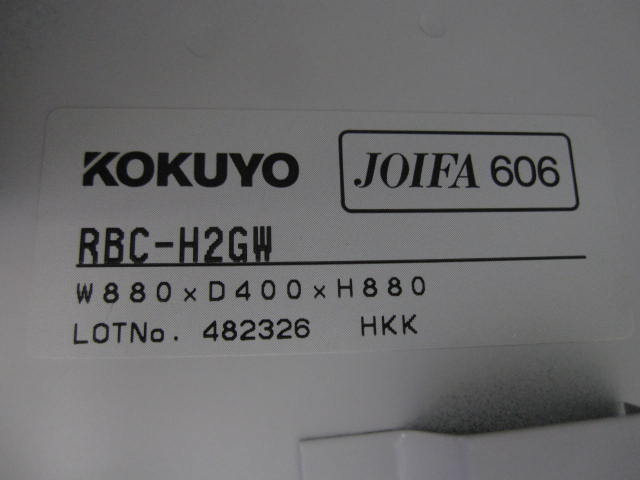 KOKUYO JOIFA 606
RBC-H2GW
W880×D400×H880
LOTNo. 482326 HKK